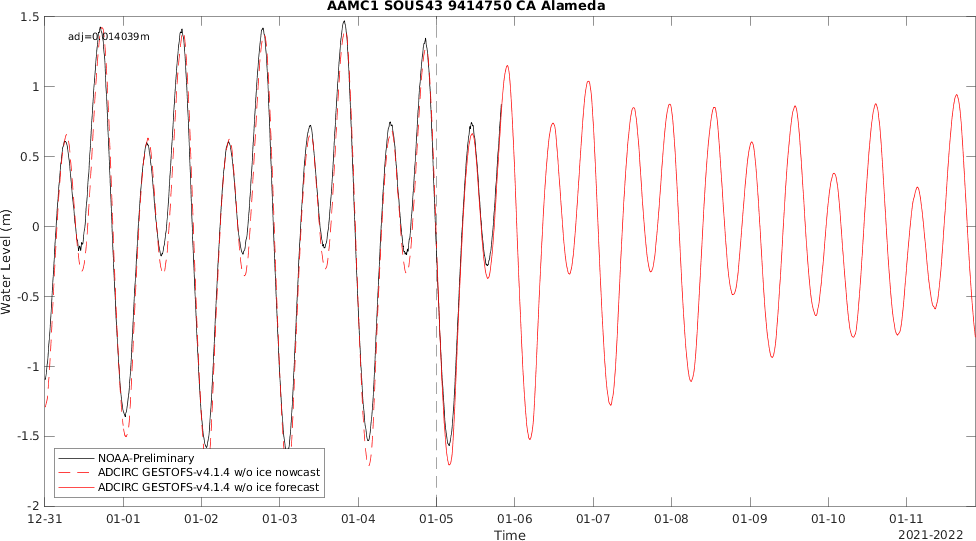 AAMC1 SOUS43 9414750 CA Alameda
adj=0.014039m
1.5
1
0.5
0
-0.5
-1
-1.5
-2
Water Level (m)
NOAA-Preliminary
ADCIRC GESTOFS-v4.1.4 w/o ice nowcast
ADCIRC GESTOFS-v4.1.4 w/o ice forecast
12-31 01-01 01-02 01-03 01-04 01-05 01-06 01-07 01-08 01-09 01-10 01-11
Time
2021-2022